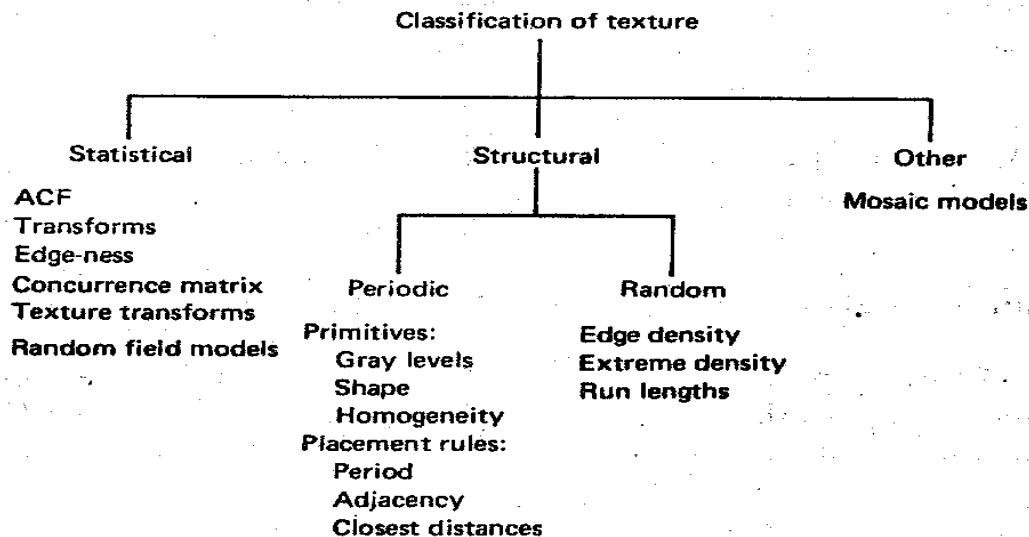 Classification of texture
Statistical
ACF
Transforms
Edge-ness
Concurrence matrix
Texture transforms
Random field models
Structural
Periodic
Primitives:
Gray levels
Shape
Homogeneity
Placement rules:
Period
Adjacency
Closest distances
Random
Edge density
Extreme density
Run lengths
Other
Mosaic models